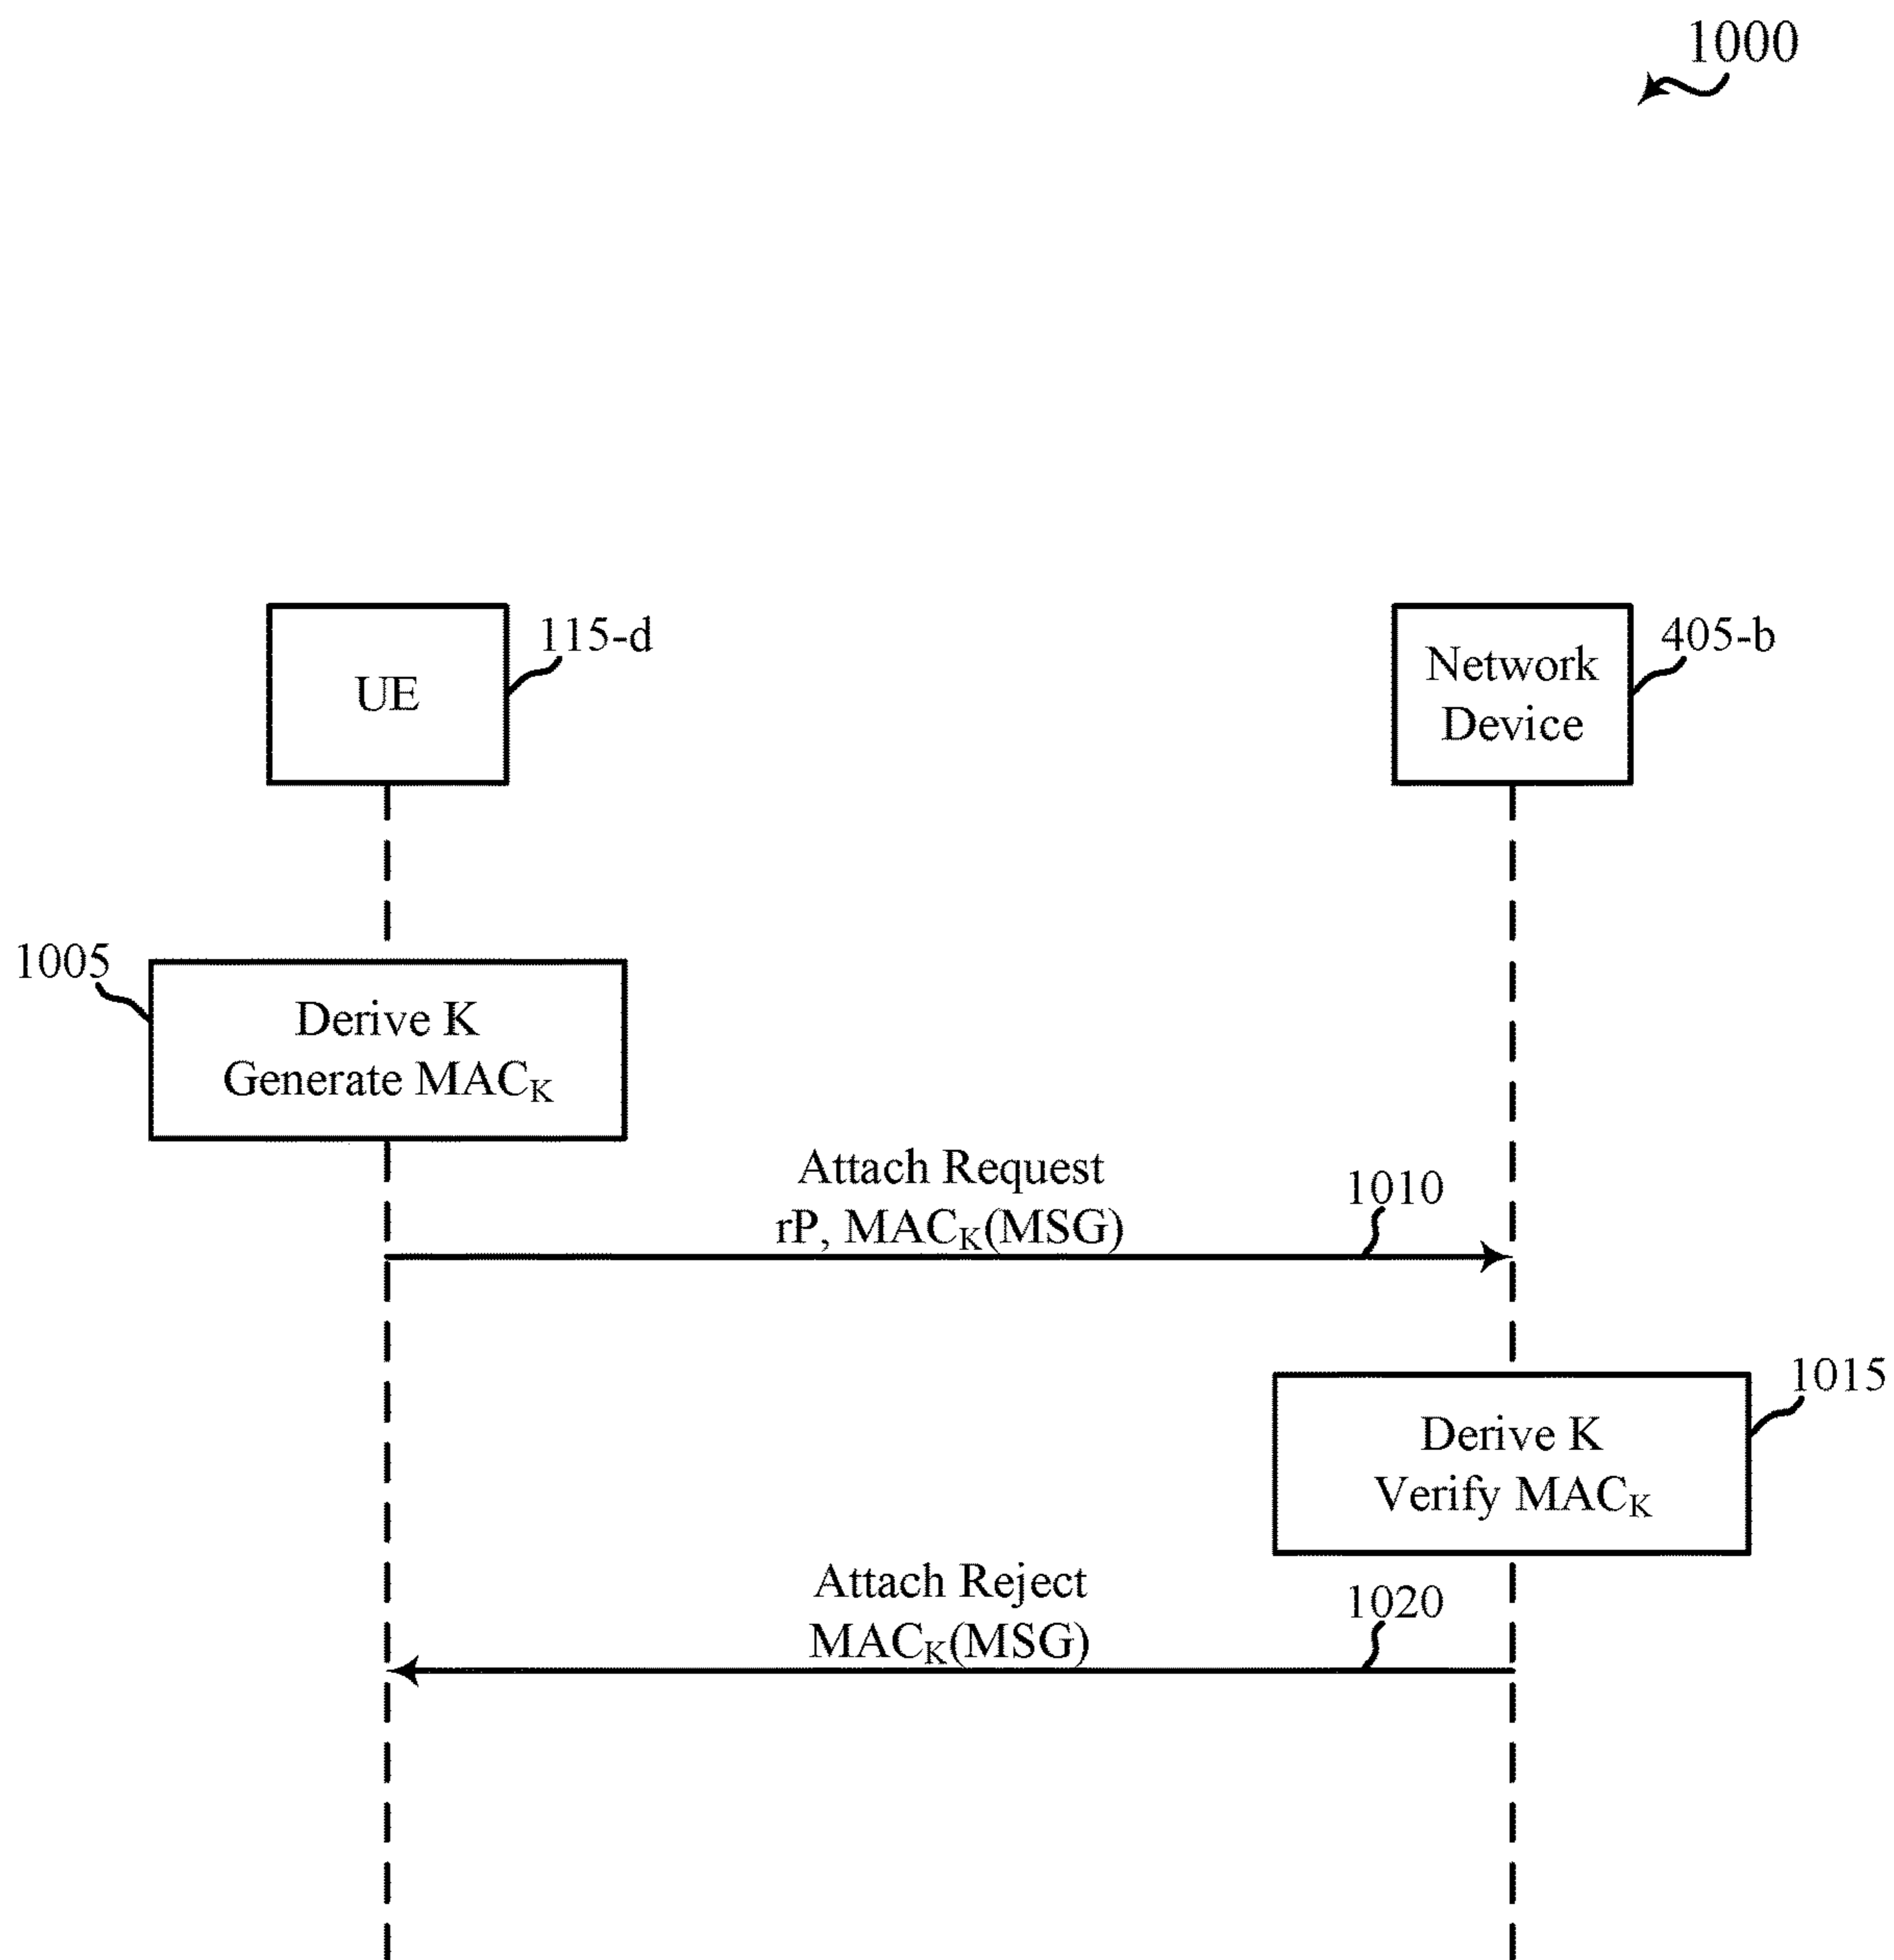 1000
UE
115-d
Network
Device
405-b
1005
Derive K
Generate MACK
Attach Request
rP, MACK(MSG)
1010
1015
Derive K
Verify MACK
Attach Reject
MACK(MSG)
1020